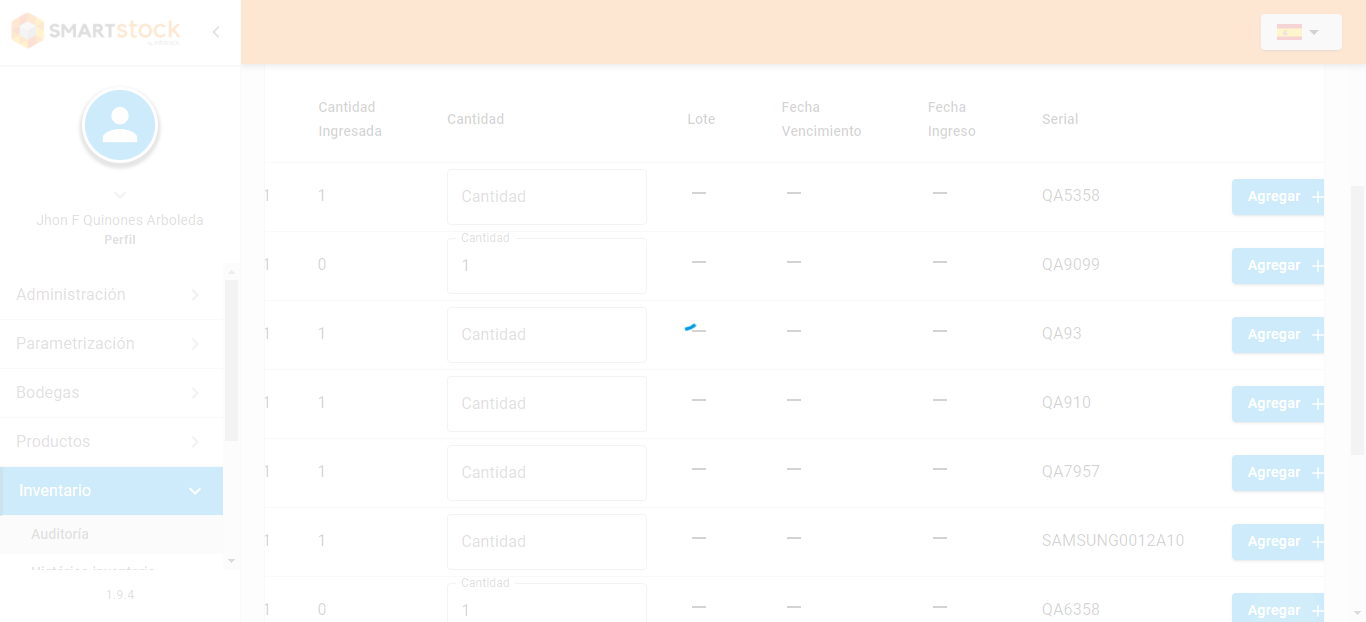 SMARTstock
Jhon F Quinones Arboleda
Perfil
Administración
Parametrización
Bodegas
Productos
Inventario
Auditoría
Histórico inventario
1.9.4
Cantidad Ingresada Cantidad Lote Fecha Vencimiento Fecha Ingreso Serial
1 1 Cantidad — — — QA5358 Agregar +
Cantidad
1 0 1 — — — QA9099 Agregar +
1 1 Cantidad — — — QA93 Agregar +
1 1 Cantidad — — — QA910 Agregar +
1 1 Cantidad — — — QA7957 Agregar +
1 1 Cantidad — — — SAMSUNG0012A10 Agregar +
Cantidad
1 0 1 — — — QA6358 Agregar +